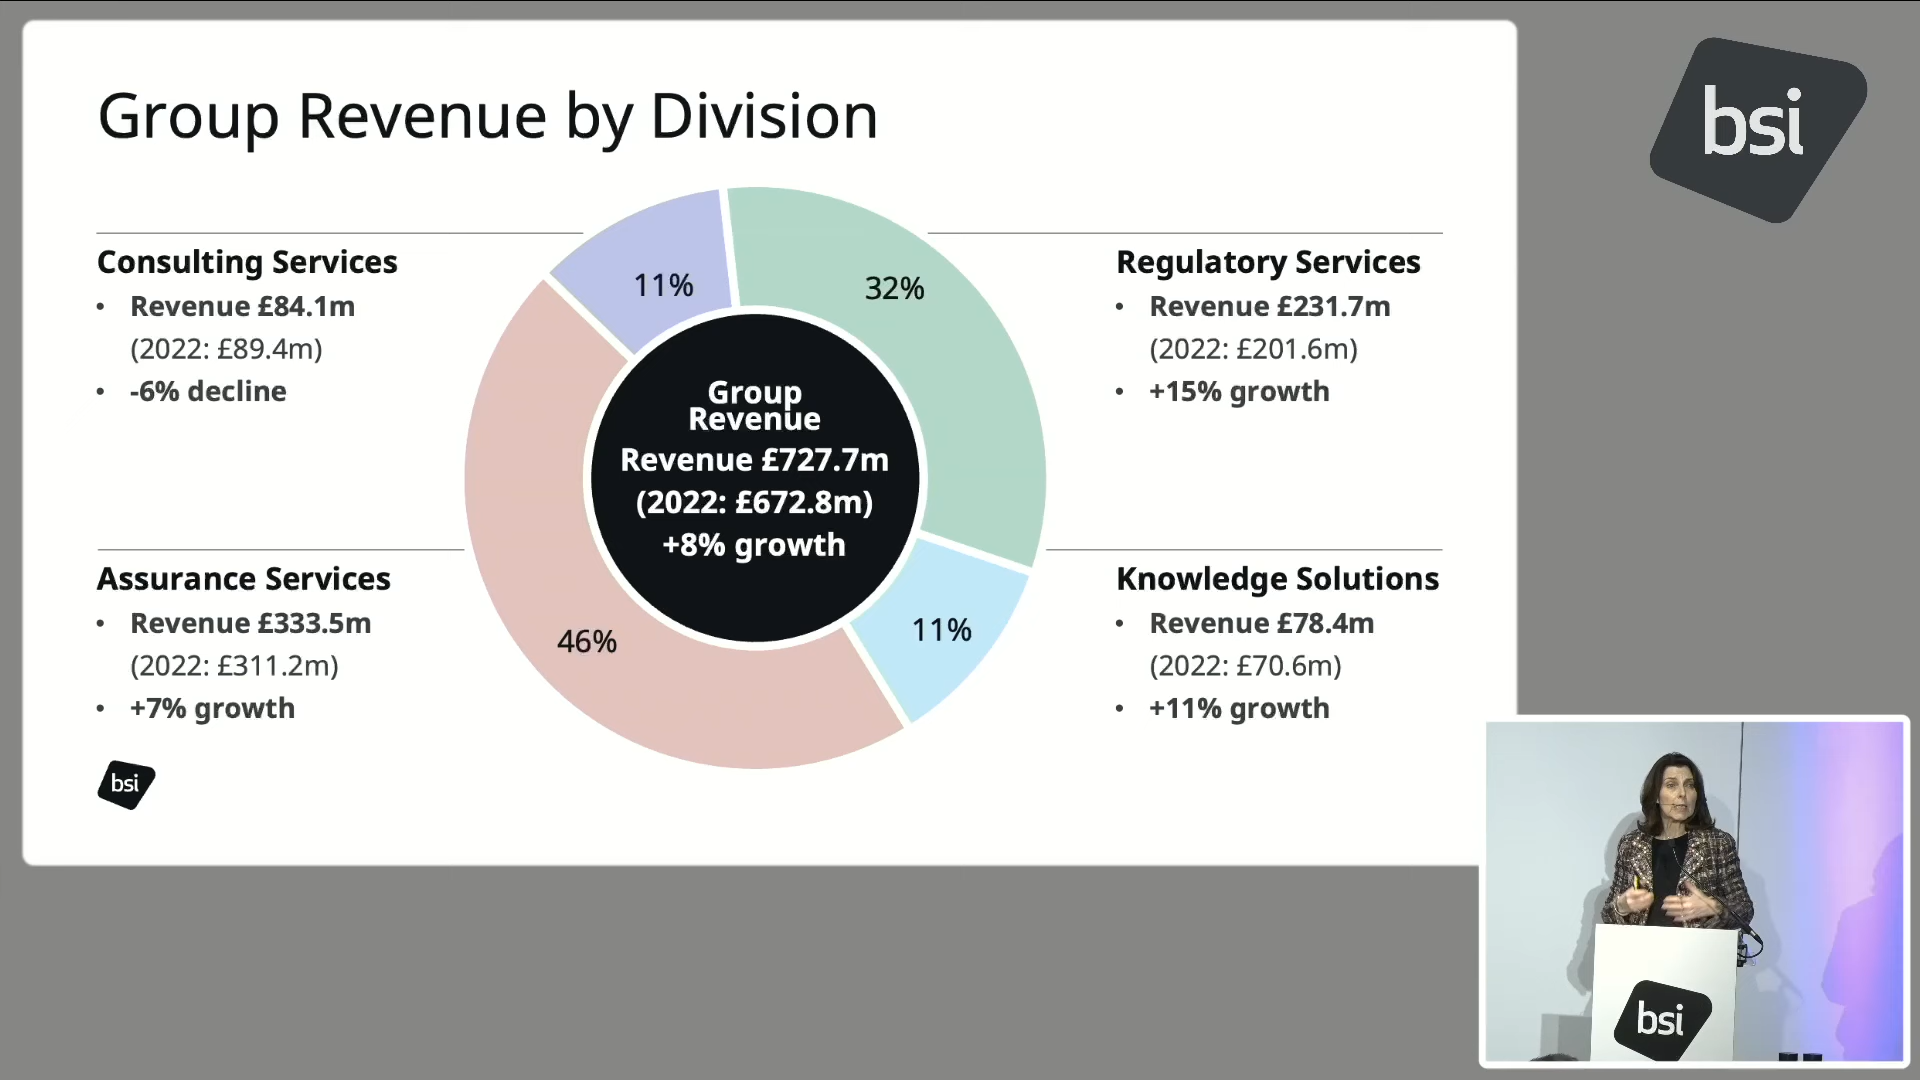 Group Revenue by Division
bsi
Consulting Services
• Revenue £84.1m
(2022: £89.4m)
• -6% decline
11%
32%
Regulatory Services
• Revenue £231.7m
(2022: £201.6m)
• +15% growth
Group
Revenue
Revenue £727.7m
(2022: £672.8m)
+8% growth
Assurance Services
• Revenue £333.5m
(2022: £311.2m)
• +7% growth
46%
11%
Knowledge Solutions
• Revenue £78.4m
(2022: £70.6m)
• +11% growth
bsi
bsi